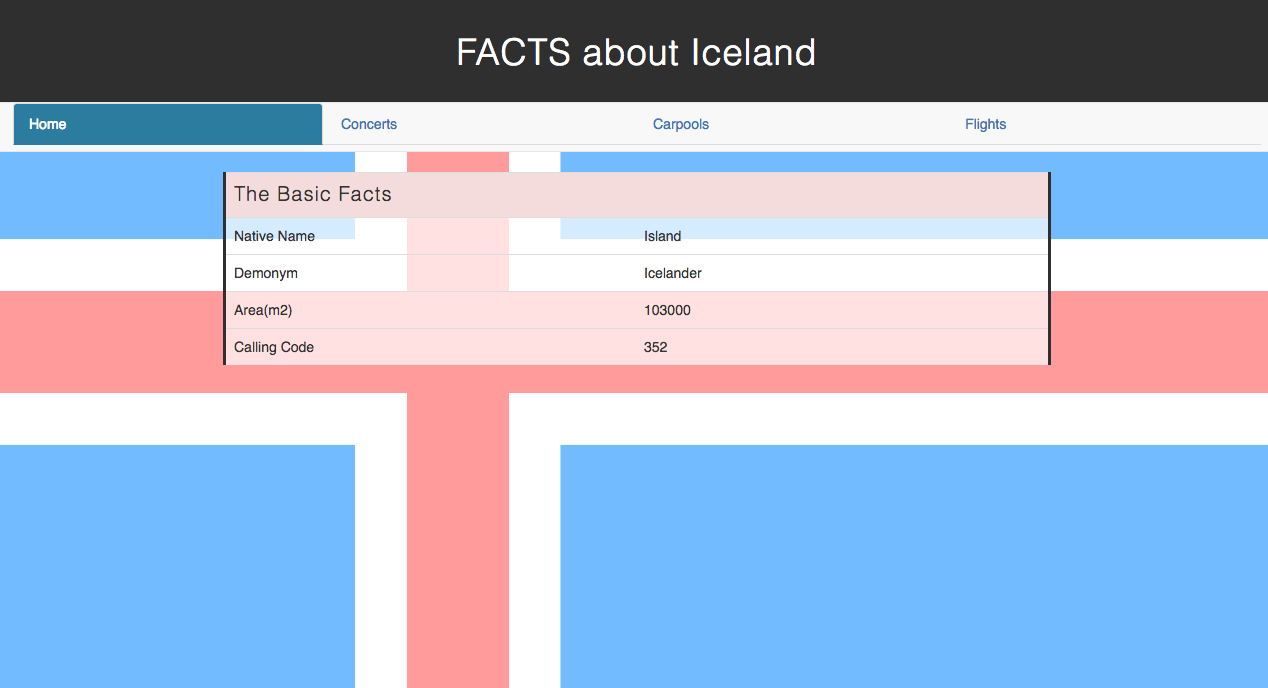 FACTS about Iceland
Home Concerts Carpools Flights
The Basic Facts
Native Name Island
Demonym Icelander
Area(m2) 103000
Calling Code 352